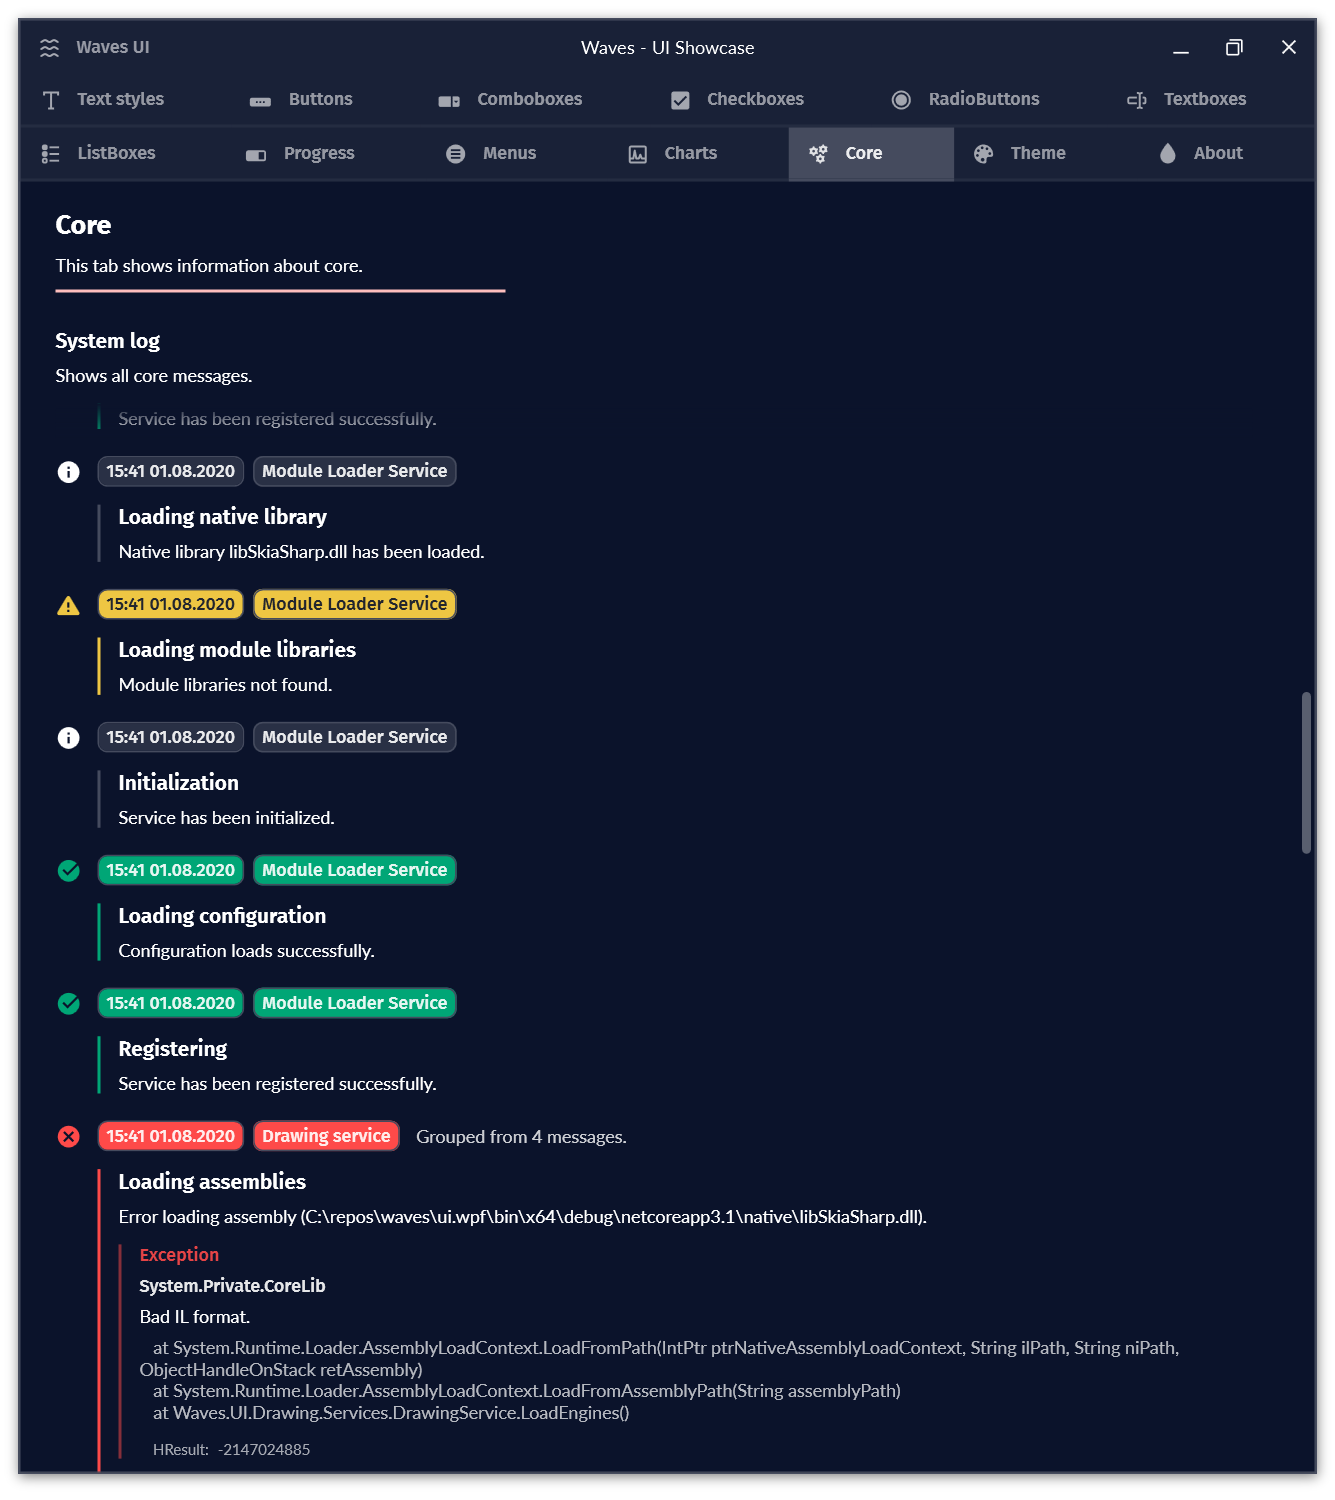 Waves UI
Waves - UI Showcase
Text styles
Buttons
Comboboxes
Checkboxes
RadioButtons
Textboxes
ListBoxes
Progress
Menus
Charts
Core
Theme
About
Core
This tab shows information about core.
System log
Shows all core messages.
Service has been registered successfully.
15:41 01.08.2020 Module Loader Service
Loading native library
Native library libSkiaSharp.dll has been loaded.
15:41 01.08.2020 Module Loader Service
Loading module libraries
Module libraries not found.
15:41 01.08.2020 Module Loader Service
Initialization
Service has been initialized.
15:41 01.08.2020 Module Loader Service
Loading configuration
Configuration loads successfully.
15:41 01.08.2020 Module Loader Service
Registering
Service has been registered successfully.
15:41 01.08.2020 Drawing service Grouped from 4 messages.
Loading assemblies
Error loading assembly (C:\repos\waves\ui.wpf\bin\x64\debug\netcoreapp3.1\native\libSkiaSharp.dll).
Exception
System.Private.CoreLib
Bad IL format.
at System.Runtime.Loader.AssemblyLoadContext.LoadFromPath(IntPtr ptrNativeAssemblyLoadContext, String ilPath, String niPath,
ObjectHandleOnStack retAssembly)
at System.Runtime.Loader.AssemblyLoadContext.LoadFromAssemblyPath(String assemblyPath)
at Waves.UI.Drawing.Services.DrawingService.LoadEngines()
HResult: -2147024885